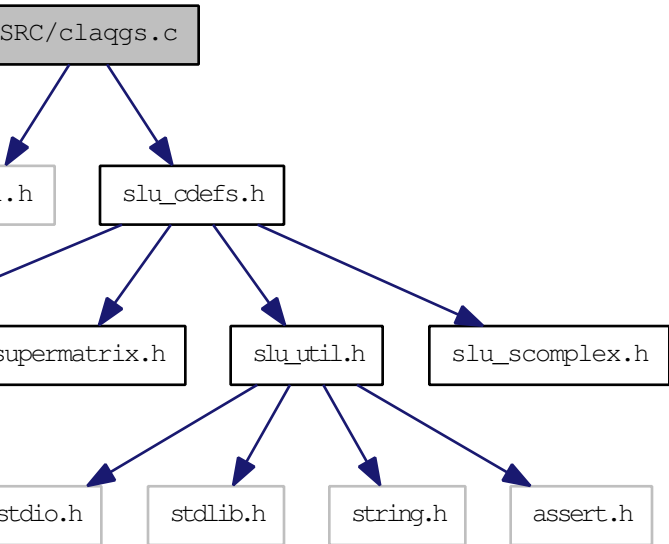 SRC/claqgs.c
.h
slu_cdefs.h
supermatrix.h
slu_util.h
slu_scomplex.h
stdio.h
stdlib.h
string.h
assert.h